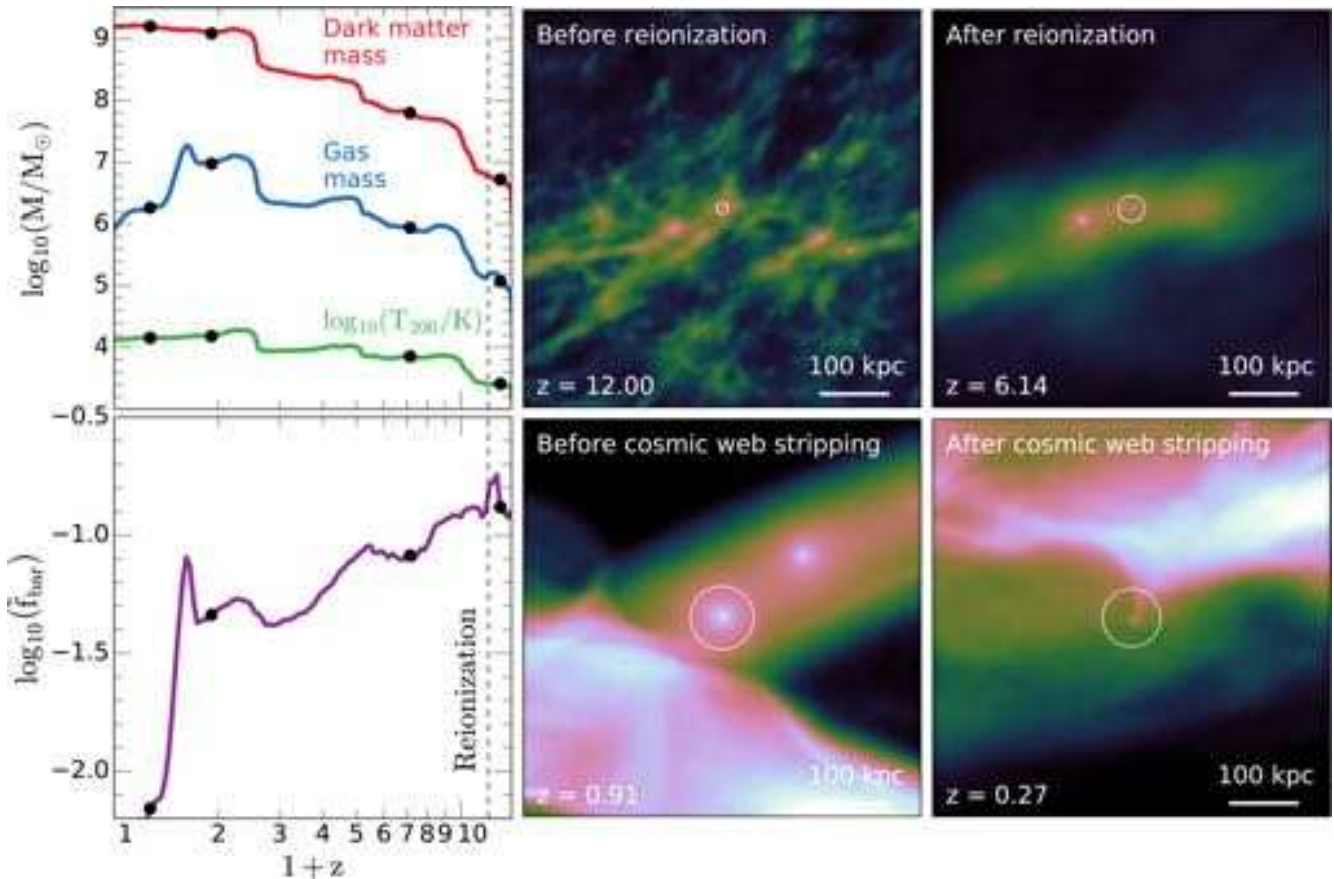 9
8
7
6
5
4
log₁₀(M/M⊙)
Dark matter
mass
Gas
mass
log₁₀(T₂₀₀/K)
Before reionization
z = 12.00
100 kpc
After reionization
z = 6.14
100 kpc
−0.5
−1.0
−1.5
−2.0
log₁₀(f̃bar)
Reionization
1 2 3 4 5 6 7 8 9 10
1 + z
Before cosmic web stripping
z = 0.91
100 kpc
After cosmic web stripping
z = 0.27
100 kpc